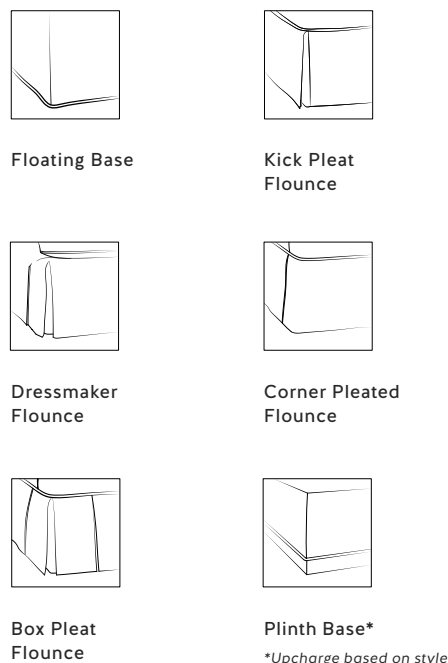 Floating Base
Kick Pleat
Flounce
Dressmaker
Flounce
Corner Pleated
Flounce
Box Pleat
Flounce
Plinth Base*
*Upcharge based on style